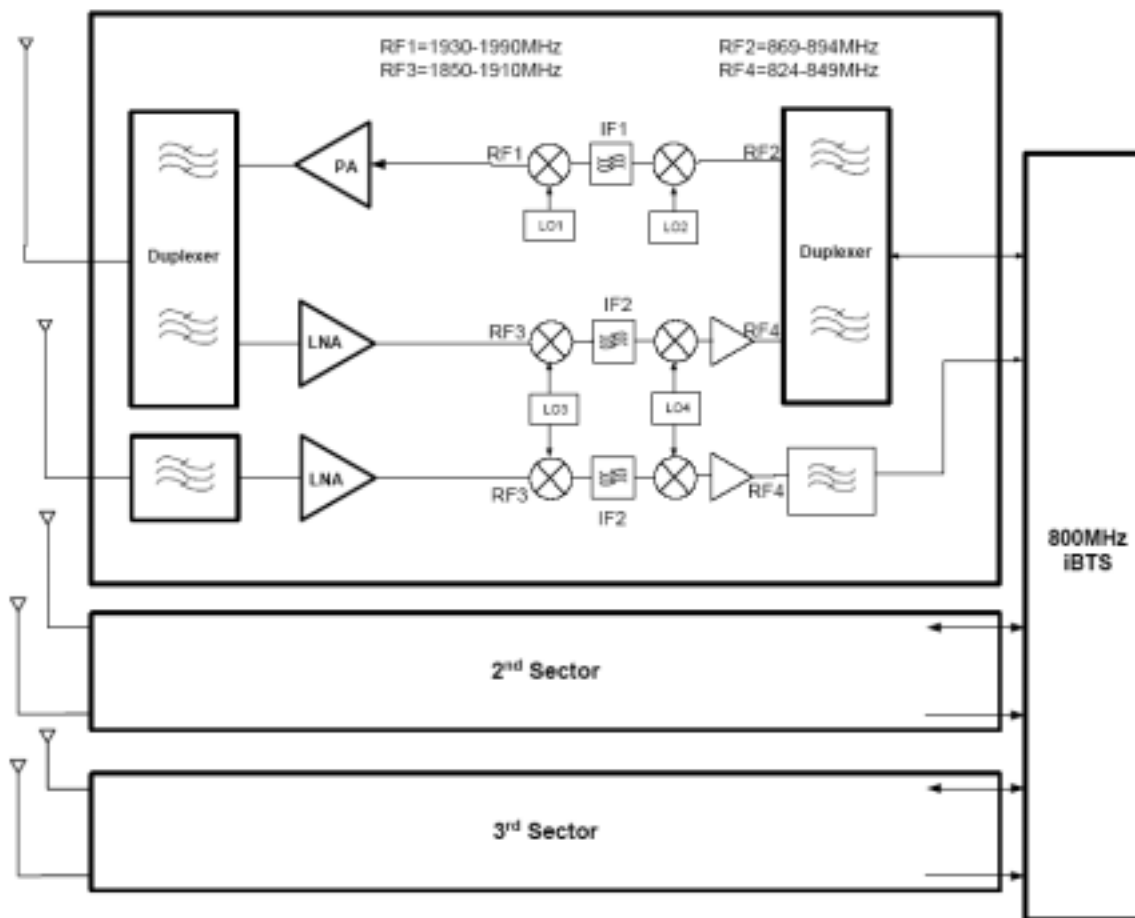 RF1=1930-1990MHz
RF3=1850-1910MHz
RF2=869-894MHz
RF4=824-849MHz
IF1
RF1
RF2
PA
LO1
LO2
Duplexer
Duplexer
IF2
LNA
RF3
RF4
LO3
LO4
LNA
RF3
IF2
RF4
800MHz
iBTS
2nd Sector
3rd Sector